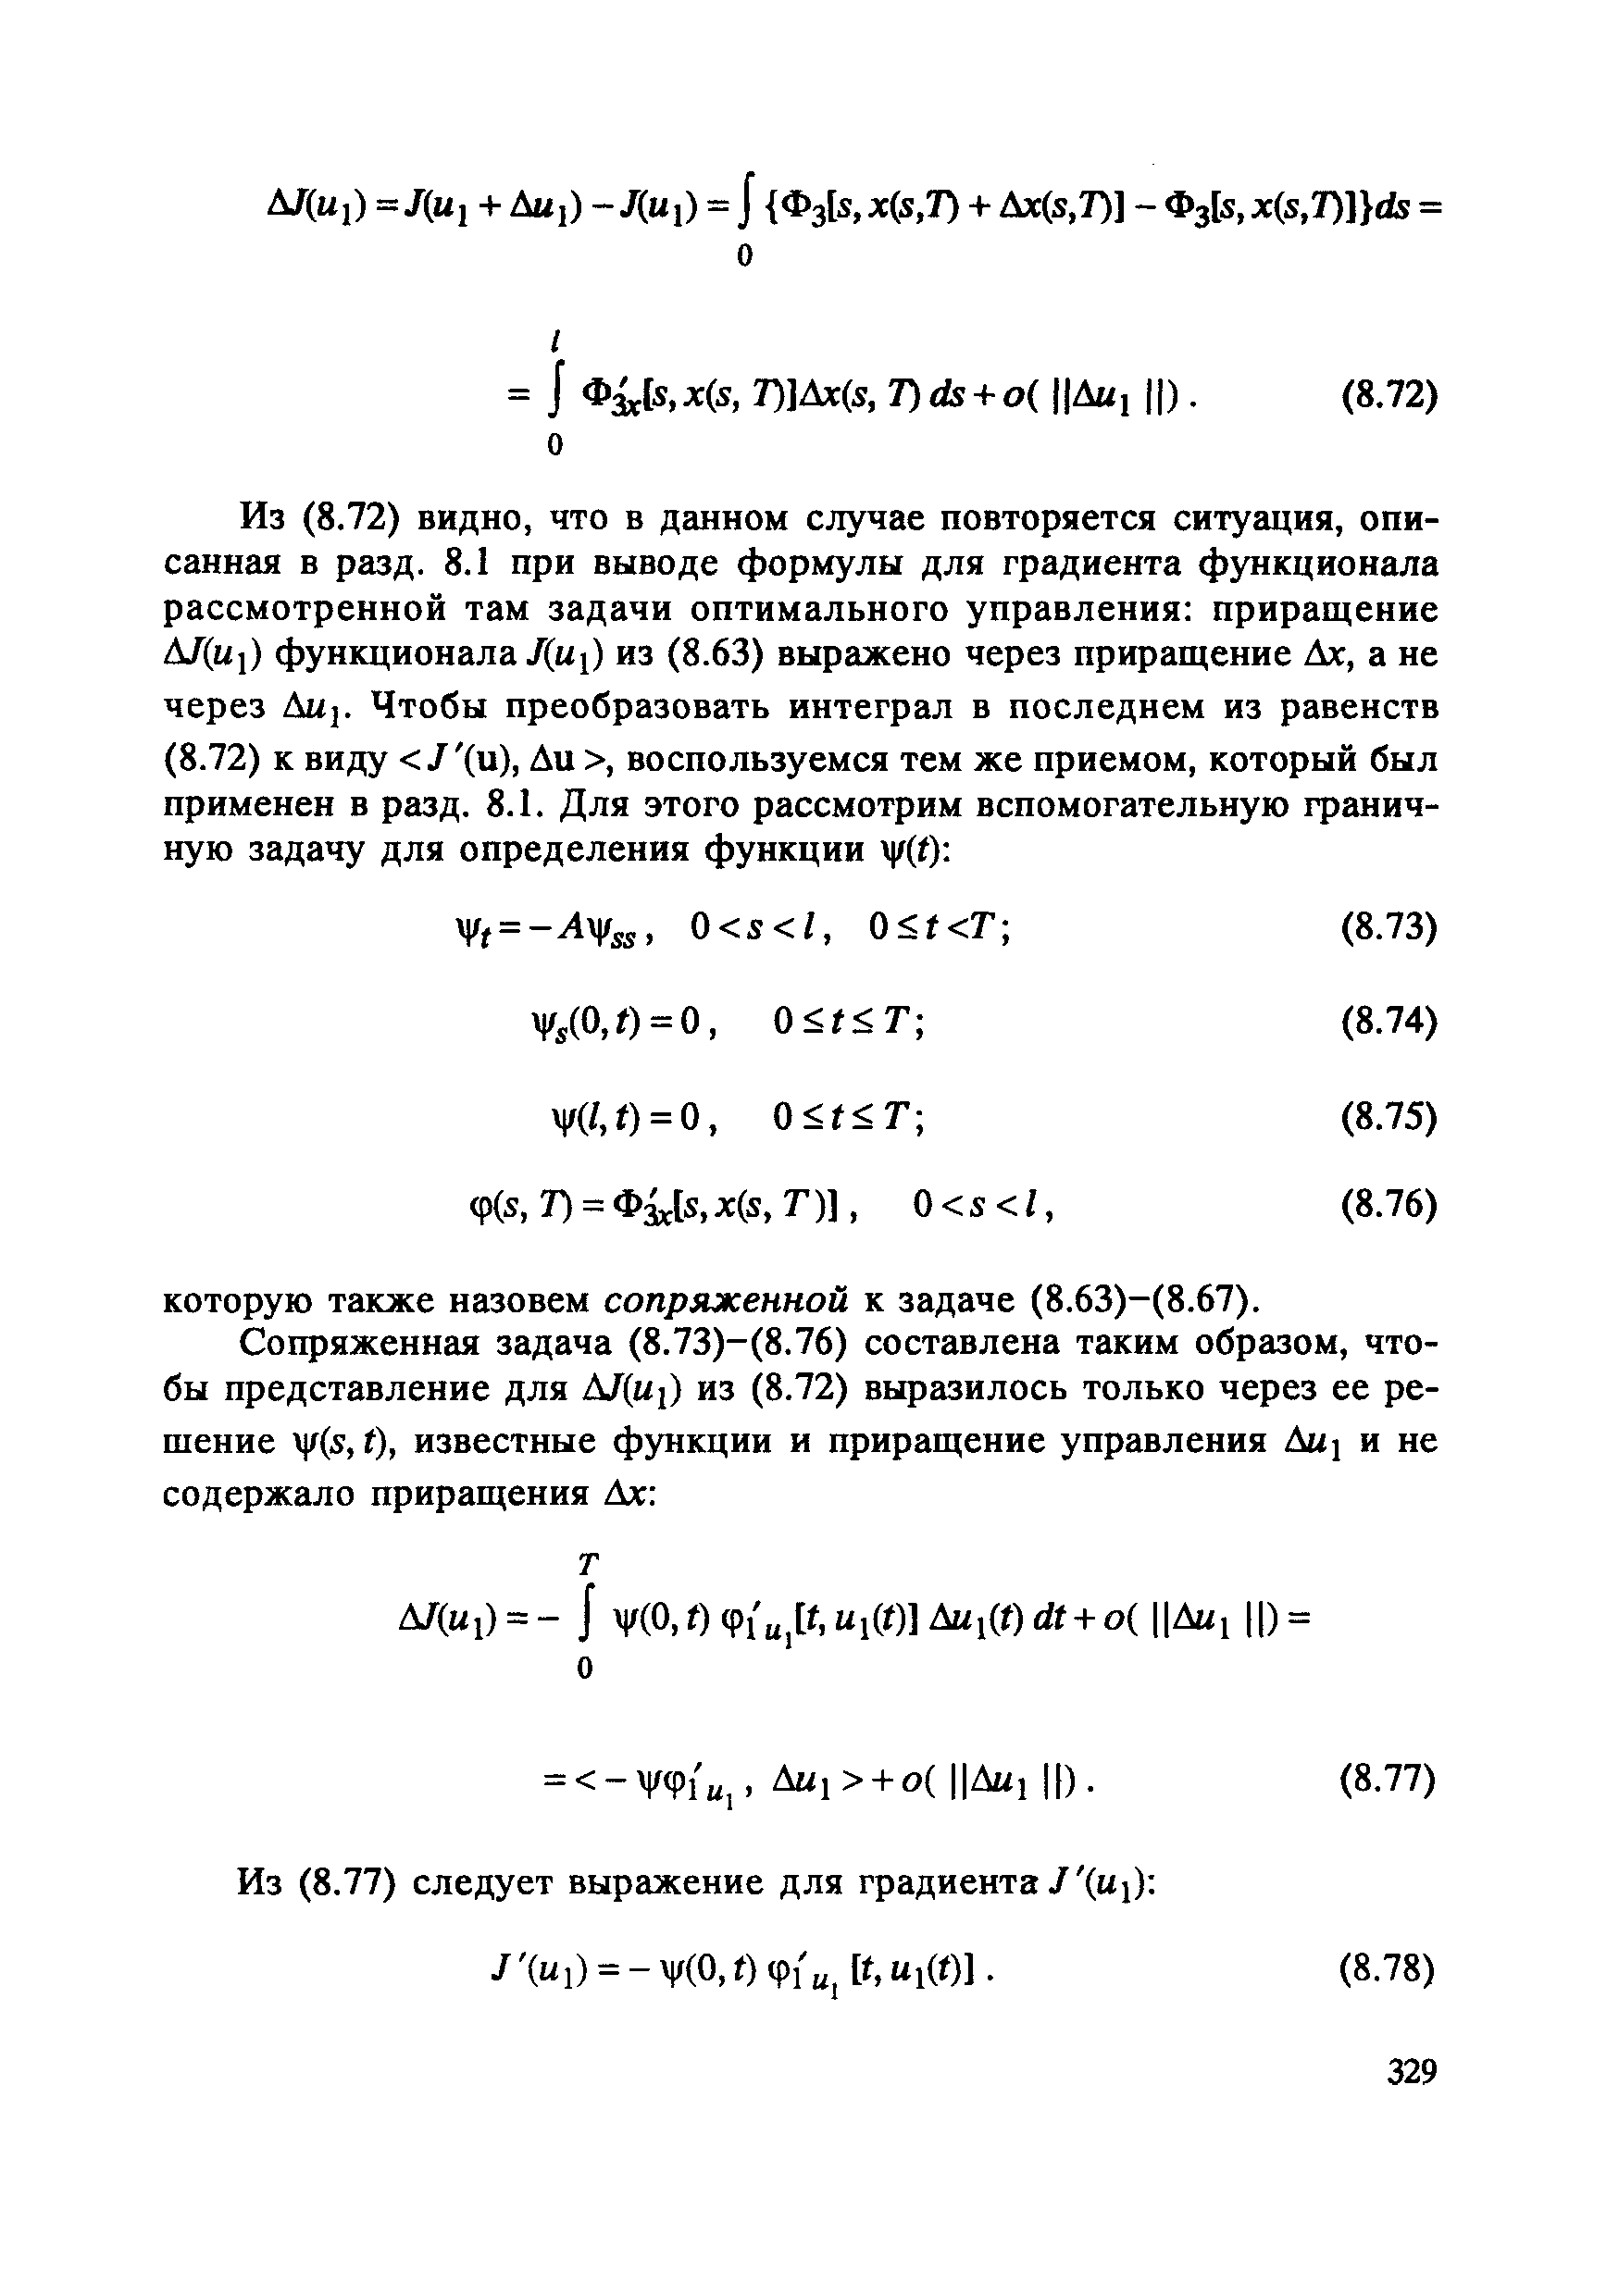 ΔJ(u₁) = J(u₁ + Δu₁) − J(u₁) = ∫ {Φ₃[s, x(s,T) + Δx(s,T)] − Φ₃[s, x(s,T)]}ds =
0
l
= ∫ Φ₃ₓ′[s, x(s, T)]Δx(s, T) ds + o( ||Δu₁ ||) . (8.72)
0
Из (8.72) видно, что в данном случае повторяется ситуация, опи-
санная в разд. 8.1 при выводе формулы для градиента функционала
рассмотренной там задачи оптимального управления: приращение
ΔJ(u₁) функционала J(u₁) из (8.63) выражено через приращение Δx, а не
через Δu₁. Чтобы преобразовать интеграл в последнем из равенств
(8.72) к виду < J ′(u), Δu >, воспользуемся тем же приемом, который был
применен в разд. 8.1. Для этого рассмотрим вспомогательную гранич-
ную задачу для определения функции ψ(t):
ψₜ = − Aψₛₛ , 0 < s < l , 0 ≤ t < T ; (8.73)
ψₛ(0, t) = 0 , 0 ≤ t ≤ T ; (8.74)
ψ(l, t) = 0 , 0 ≤ t ≤ T ; (8.75)
φ(s, T) = Φ₃ₓ′[s, x(s, T )] , 0 < s < l , (8.76)
которую также назовем сопряженной к задаче (8.63)−(8.67).
Сопряженная задача (8.73)−(8.76) составлена таким образом, что-
бы представление для ΔJ(u₁) из (8.72) выразилось только через ее ре-
шение ψ(s, t), известные функции и приращение управления Δu₁ и не
содержало приращения Δx:
T
ΔJ(u₁) = − ∫ ψ(0, t) φ₁′u₁[t, u₁(t)] Δu₁(t) dt + o( ||Δu₁ ||) =
0
= < − ψφ₁′u₁ , Δu₁ > + o( ||Δu₁ ||) . (8.77)
Из (8.77) следует выражение для градиента J ′(u₁):
J ′(u₁) = − ψ(0, t) φ₁′u₁ [t, u₁(t)] . (8.78)
329